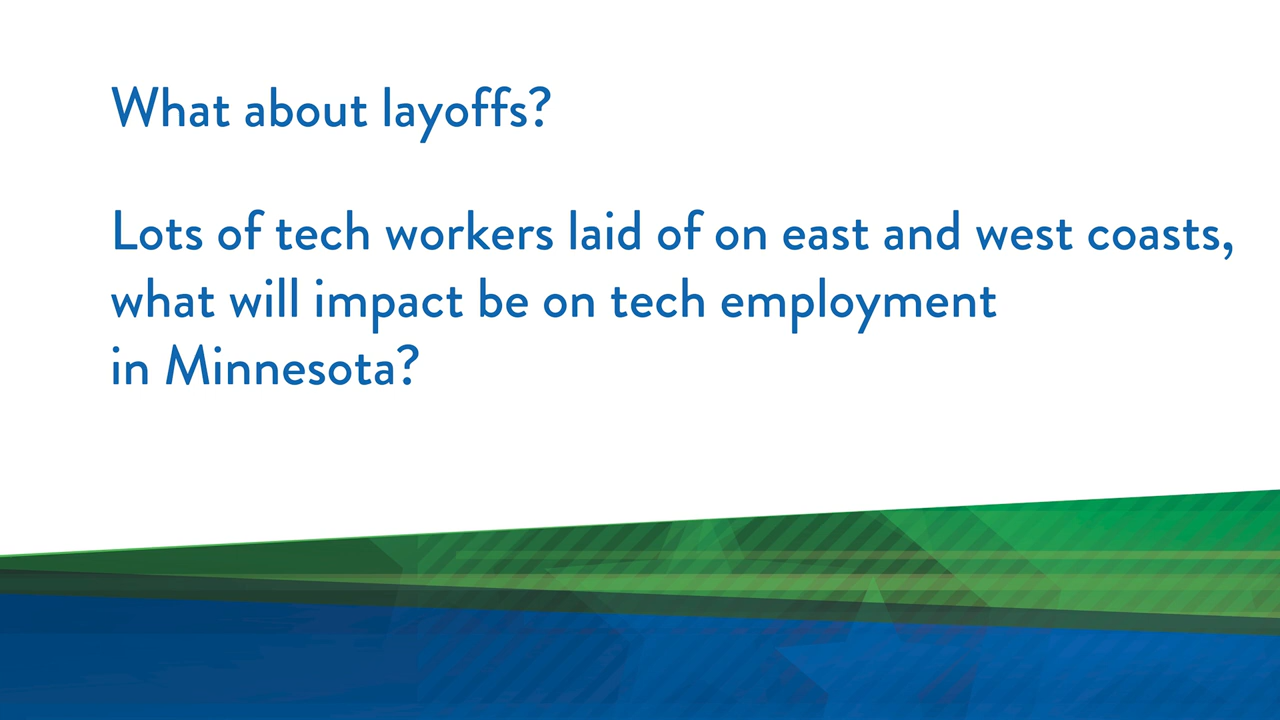 What about layoffs?
Lots of tech workers laid of on east and west coasts,
what will impact be on tech employment
in Minnesota?